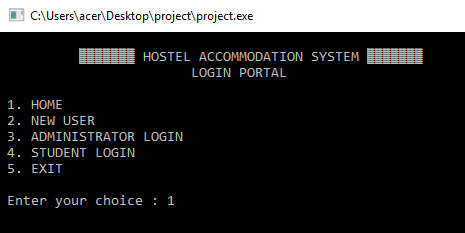 C:\Users\acer\Desktop\project\project.exe
▒▒▒▒▒▒▒ HOSTEL ACCOMMODATION SYSTEM ▒▒▒▒▒▒▒
LOGIN PORTAL
1. HOME
2. NEW USER
3. ADMINISTRATOR LOGIN
4. STUDENT LOGIN
5. EXIT
Enter your choice : 1